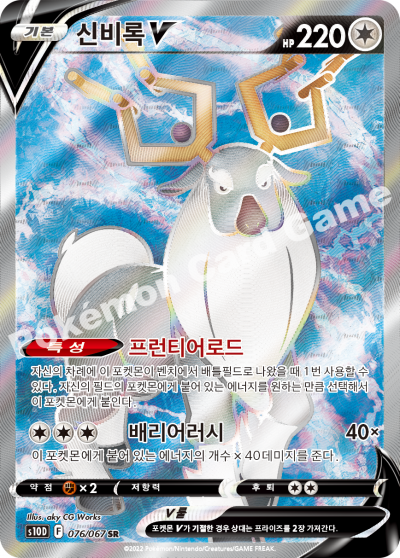 기본 신비록 V HP 220
Pokémon Card Game
특성 프런티어로드
자신의 차례에 이 포켓몬이 벤치에서 배틀필드로 나왔을 때 1번 사용할 수
있다. 자신의 필드의 포켓몬에게 붙어 있는 에너지를 원하는 만큼 선택해서
이 포켓몬에게 붙인다.
배리어러시 40×
이 포켓몬에게 붙어 있는 에너지의 개수 × 40데미지를 준다.
약점 ×2 저항력 후퇴
Illus. aky CG Works
V 룰
s10D F 076/067 SR
포켓몬 V가 기절한 경우 상대는 프라이즈를 2장 가져간다.
©2022 Pokémon/Nintendo/Creatures/GAME FREAK.